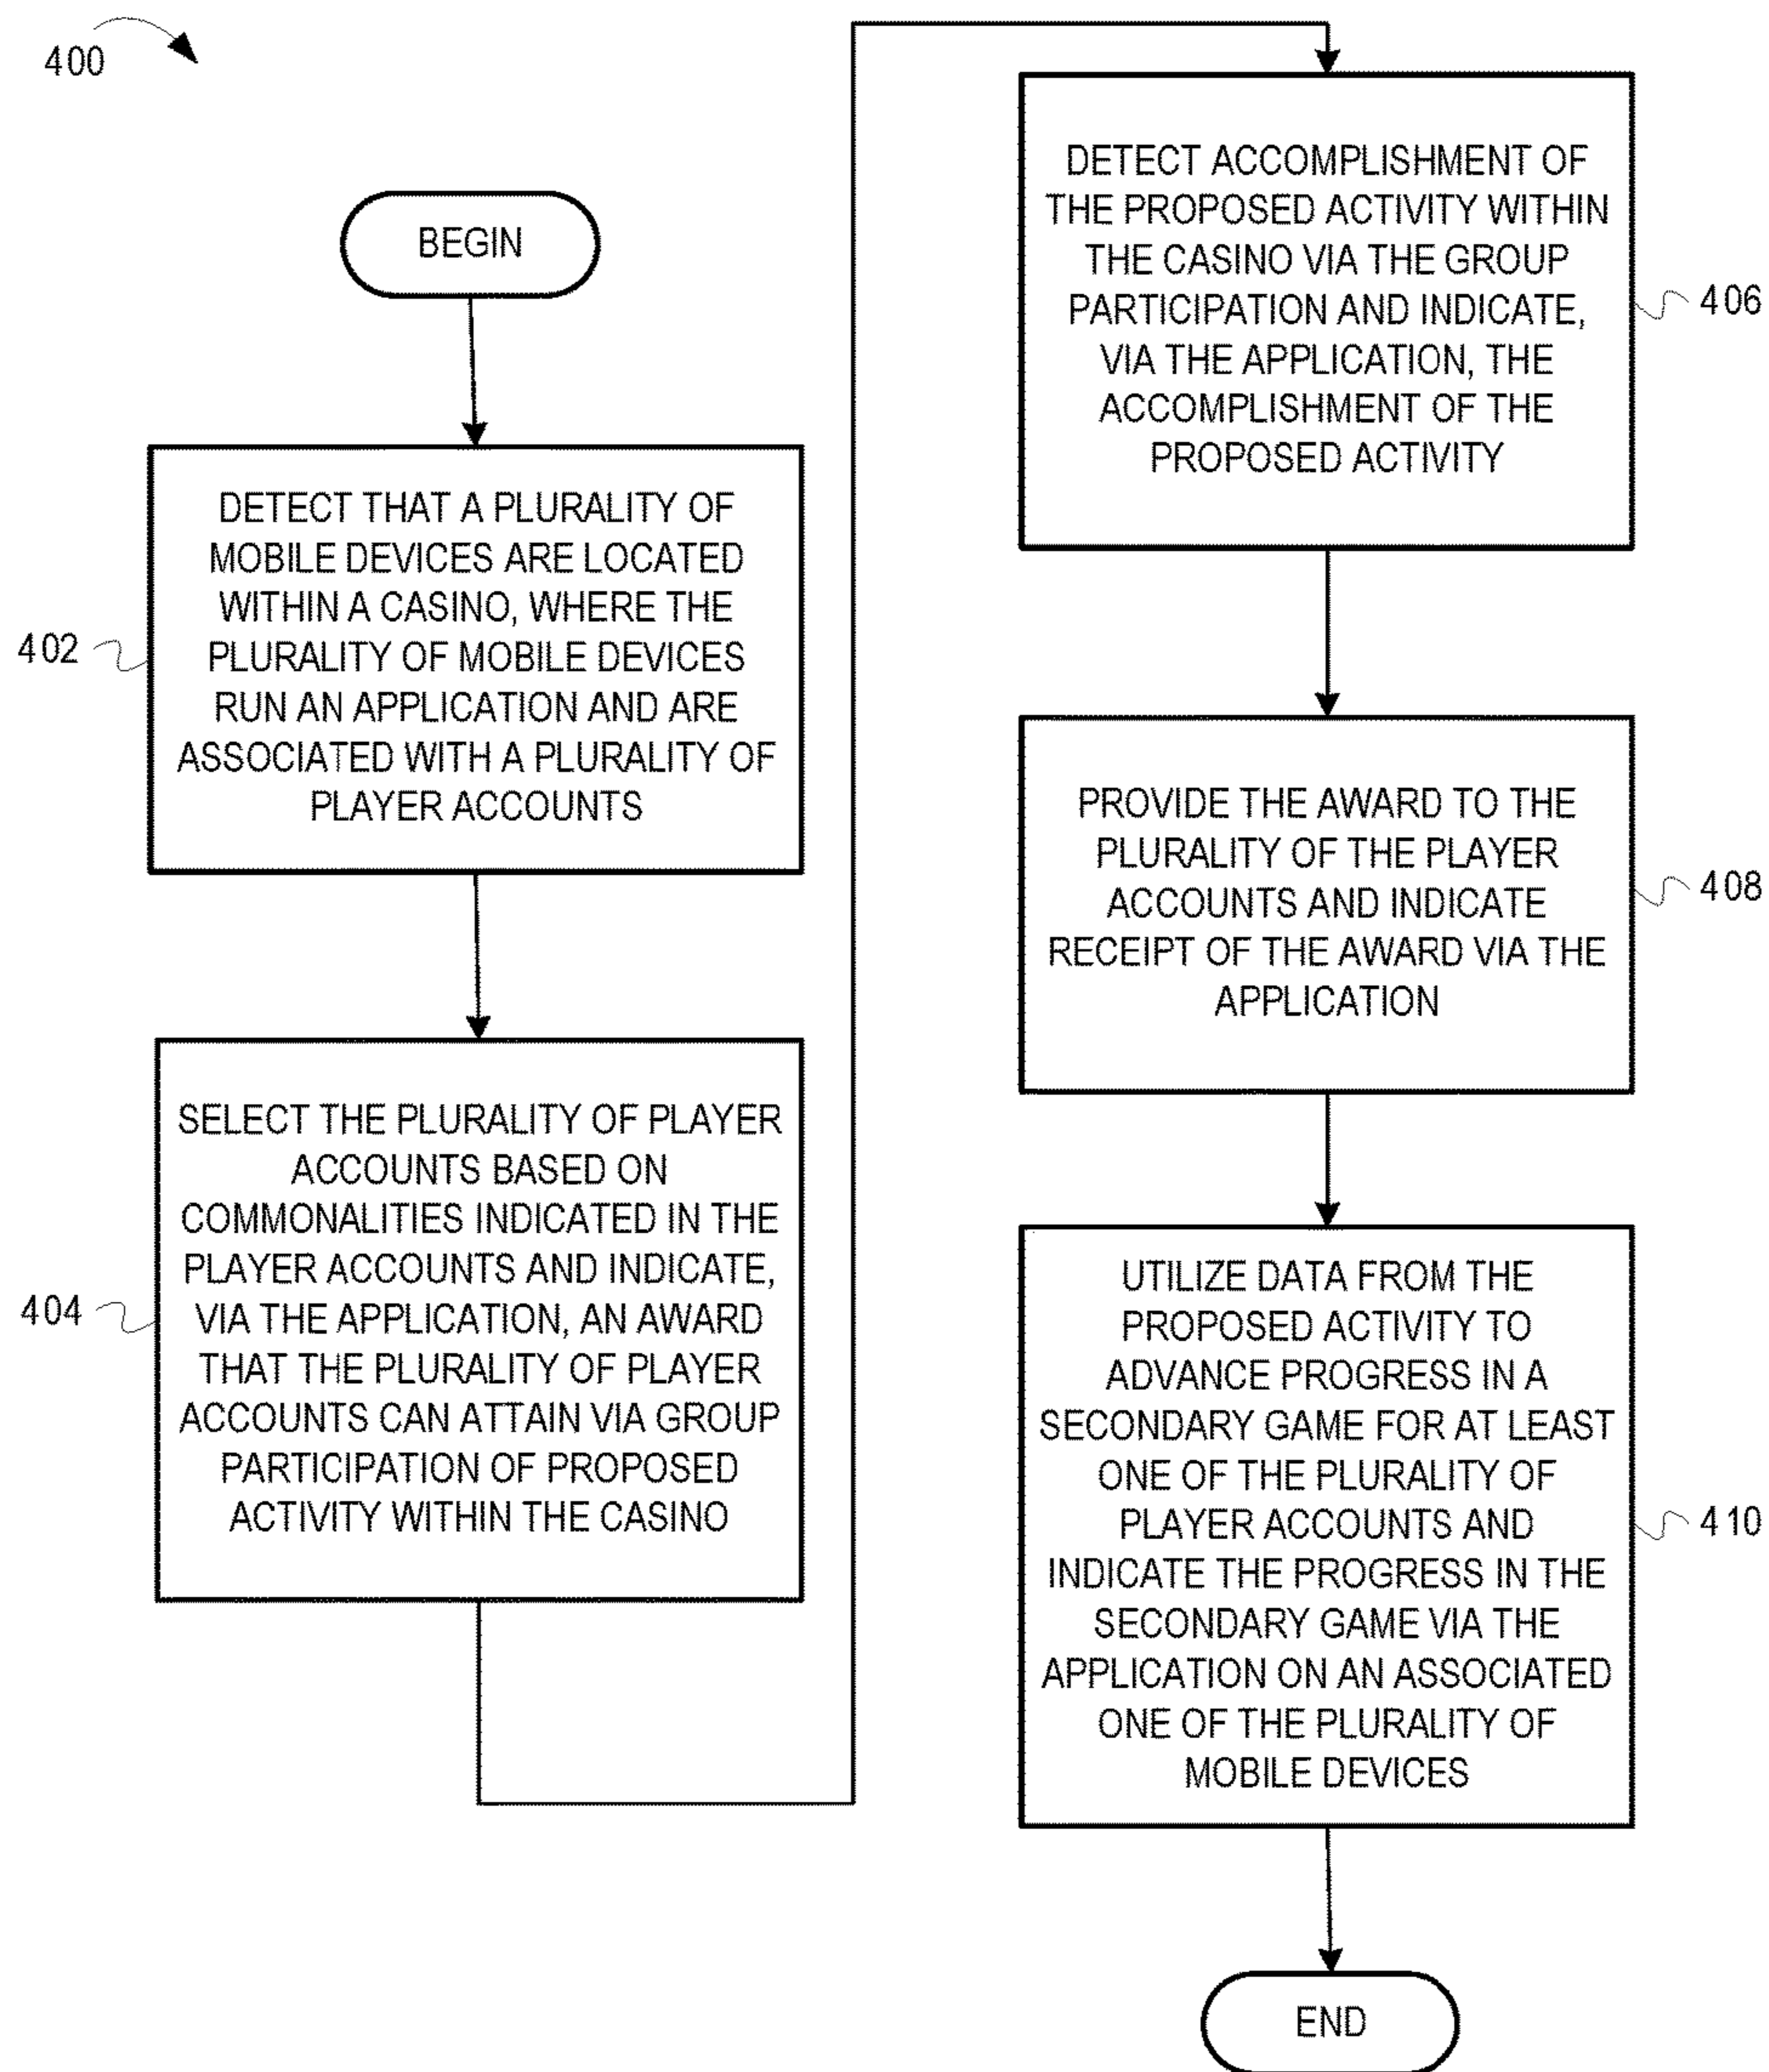 400
BEGIN
402
DETECT THAT A PLURALITY OF
MOBILE DEVICES ARE LOCATED
WITHIN A CASINO, WHERE THE
PLURALITY OF MOBILE DEVICES
RUN AN APPLICATION AND ARE
ASSOCIATED WITH A PLURALITY OF
PLAYER ACCOUNTS
404
SELECT THE PLURALITY OF PLAYER
ACCOUNTS BASED ON
COMMONALITIES INDICATED IN THE
PLAYER ACCOUNTS AND INDICATE,
VIA THE APPLICATION, AN AWARD
THAT THE PLURALITY OF PLAYER
ACCOUNTS CAN ATTAIN VIA GROUP
PARTICIPATION OF PROPOSED
ACTIVITY WITHIN THE CASINO
DETECT ACCOMPLISHMENT OF
THE PROPOSED ACTIVITY WITHIN
THE CASINO VIA THE GROUP
PARTICIPATION AND INDICATE,
VIA THE APPLICATION, THE
ACCOMPLISHMENT OF THE
PROPOSED ACTIVITY
406
PROVIDE THE AWARD TO THE
PLURALITY OF THE PLAYER
ACCOUNTS AND INDICATE
RECEIPT OF THE AWARD VIA THE
APPLICATION
408
UTILIZE DATA FROM THE
PROPOSED ACTIVITY TO
ADVANCE PROGRESS IN A
SECONDARY GAME FOR AT LEAST
ONE OF THE PLURALITY OF
PLAYER ACCOUNTS AND
INDICATE THE PROGRESS IN THE
SECONDARY GAME VIA THE
APPLICATION ON AN ASSOCIATED
ONE OF THE PLURALITY OF
MOBILE DEVICES
410
END